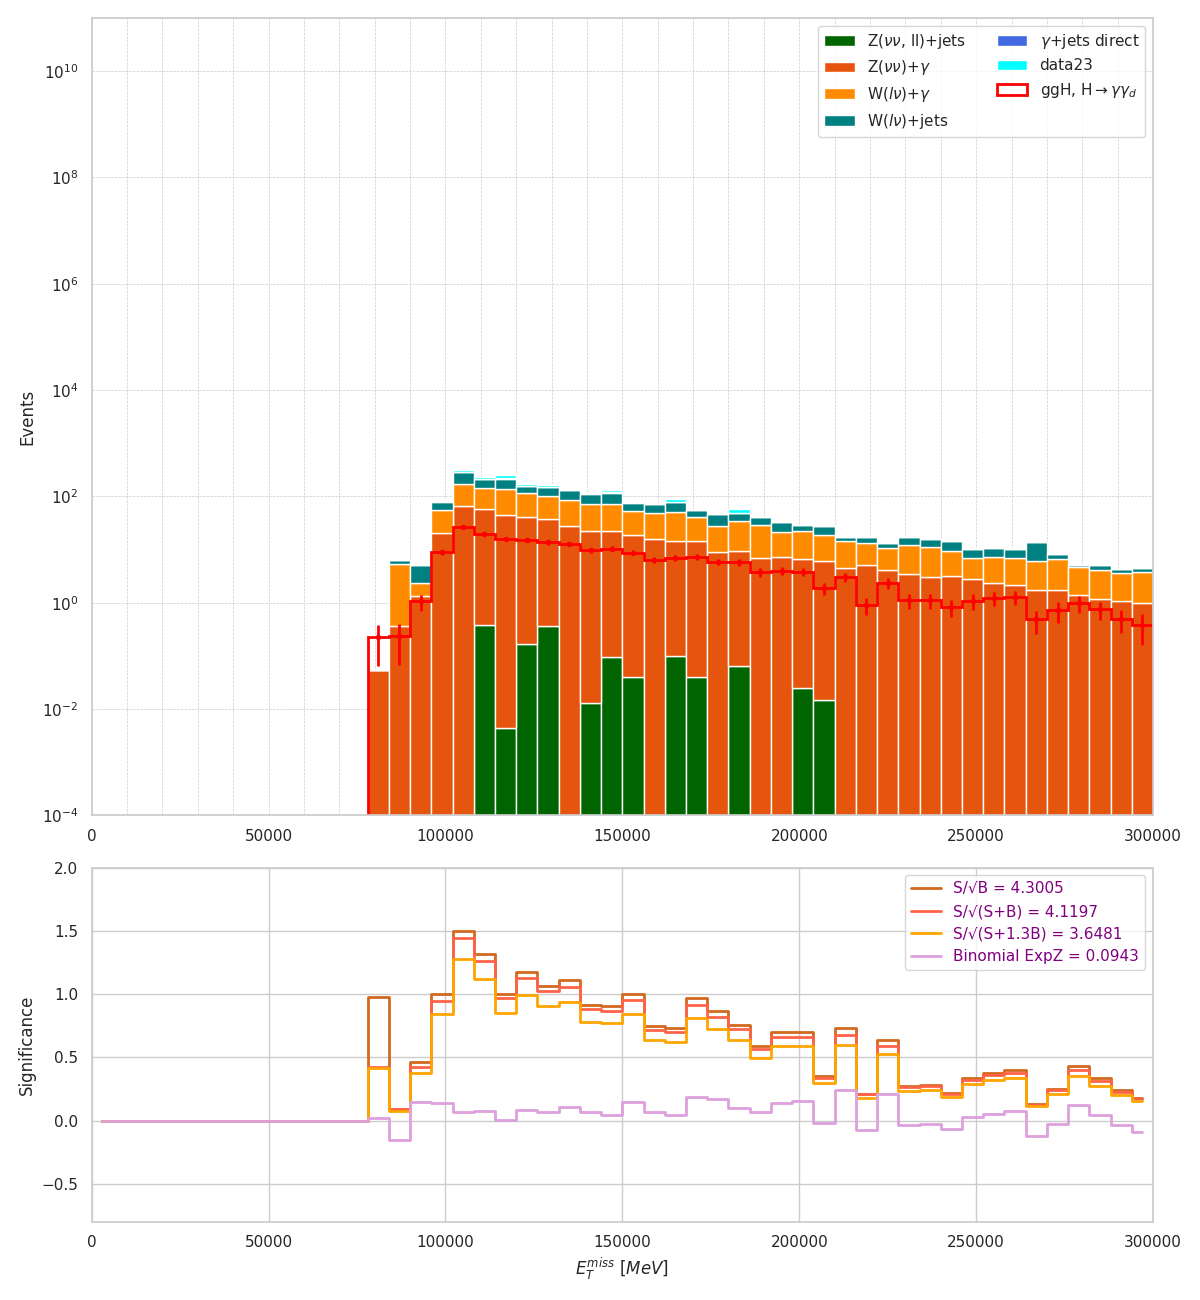 Z(νν, ll)+jets
Z(νν)+γ
W(lν)+γ
W(lν)+jets
γ+jets direct
data23
ggH, H→γγ_d
Events
10^10
10^8
10^6
10^4
10^2
10^0
10^−2
10^−4
0 50000 100000 150000 200000 250000 300000
S/√B = 4.3005
S/√(S+B) = 4.1197
S/√(S+1.3B) = 3.6481
Binomial ExpZ = 0.0943
Significance
2.0
1.5
1.0
0.5
0.0
−0.5
0 50000 100000 150000 200000 250000 300000
E_T^miss [MeV]